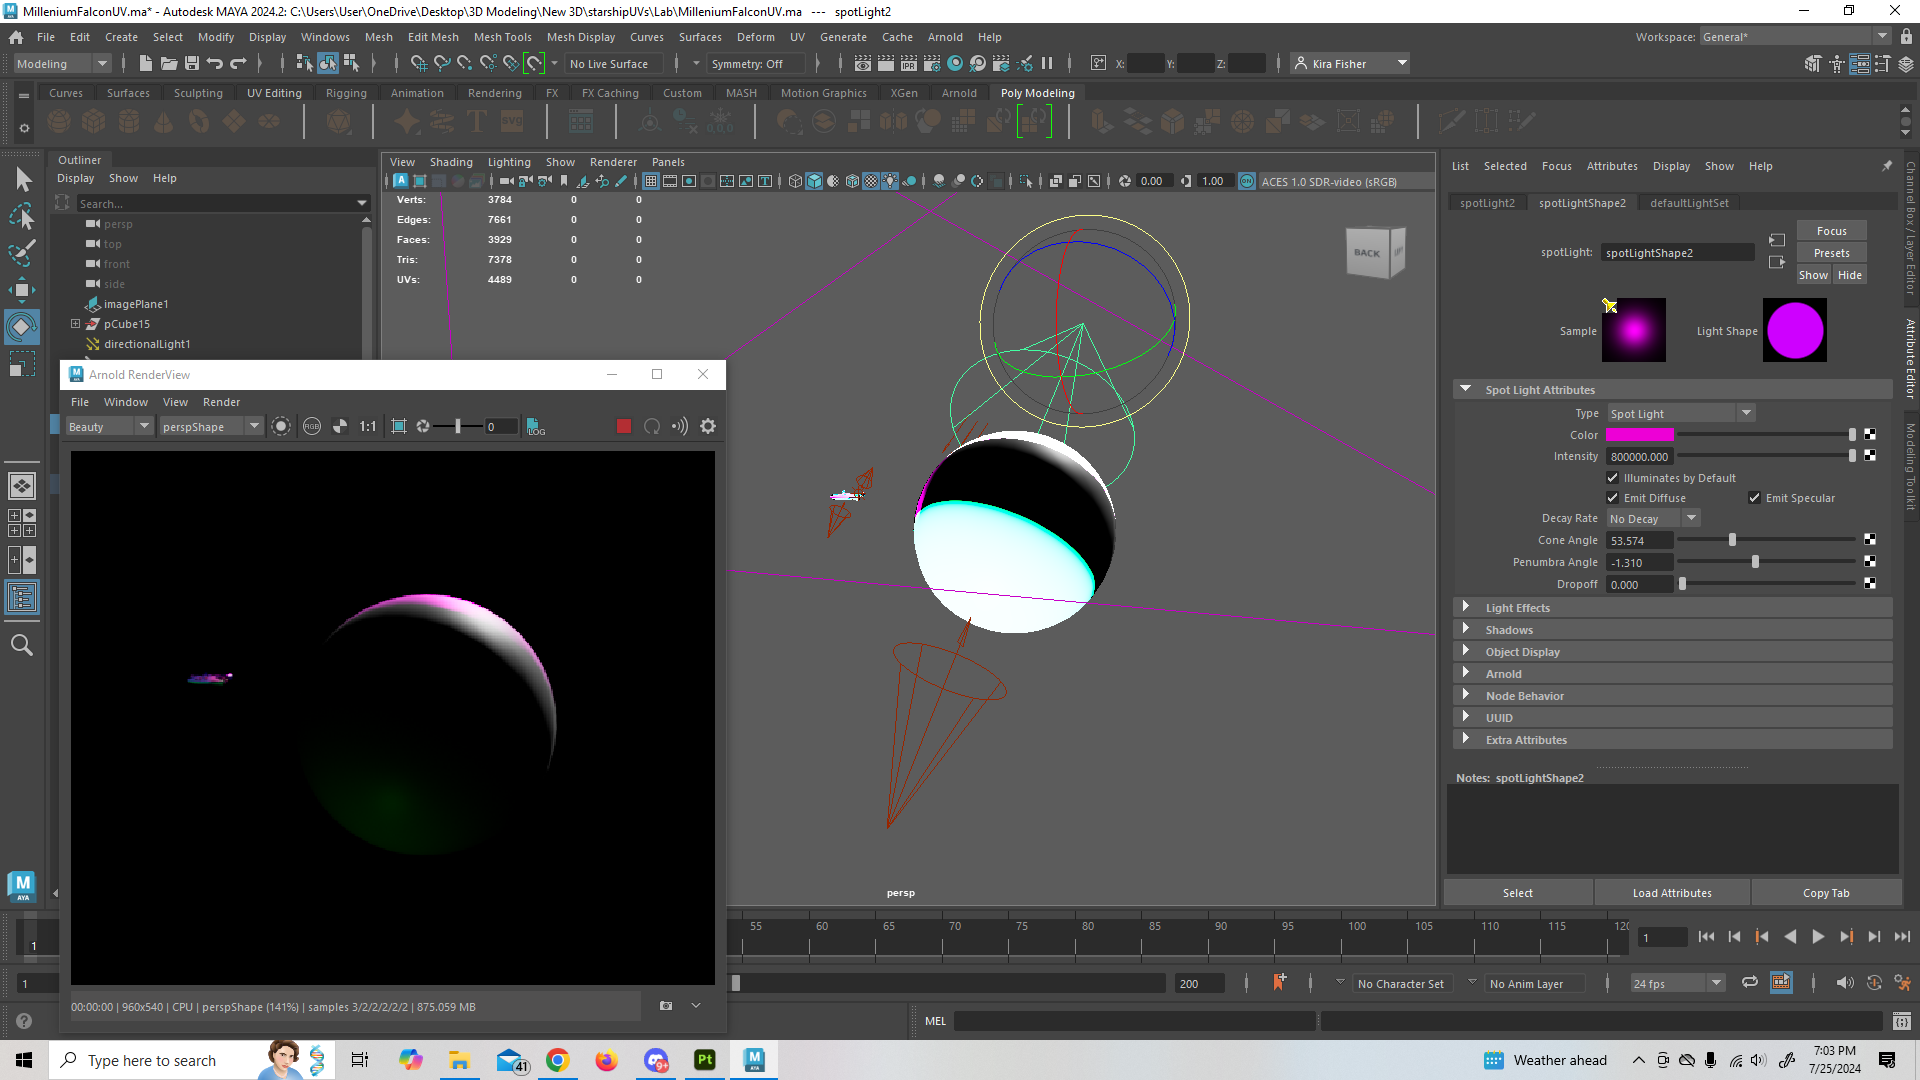 MilleniumFalconUV.ma* - Autodesk MAYA 2024.2: C:\Users\User\OneDrive\Desktop\3D Modeling\New 3D\starshipUVs\Lab\MilleniumFalconUV.ma --- spotLight2
File Edit Create Select Modify Display Windows Mesh Edit Mesh Mesh Tools Mesh Display Curves Surfaces Deform UV Generate Cache Arnold Help
Workspace: General*
Modeling
No Live Surface
Symmetry: Off
IPR
X: Y: Z:
Kira Fisher
Curves Surfaces Sculpting UV Editing Rigging Animation Rendering FX FX Caching Custom MASH Motion Graphics XGen Arnold Poly Modeling
Outliner
Display Show Help
Search...
persp
top
front
side
imagePlane1
pCube15
directionalLight1
View Shading Lighting Show Renderer Panels
0.00 1.00 ACES 1.0 SDR-video (sRGB)
Verts: 3784 0 0
Edges: 7661 0 0
Faces: 3929 0 0
Tris: 7378 0 0
UVs: 4489 0 0
BACK
persp
Arnold RenderView
File Window View Render
Beauty perspShape RGB 1:1 0 LOG
00:00:00 | 960x540 | CPU | perspShape (141%) | samples 3/2/2/2/2/2 | 875.059 MB
List Selected Focus Attributes Display Show Help
spotLight2 spotLightShape2 defaultLightSet
spotLight: spotLightShape2
Focus
Presets
Show Hide
Sample Light Shape
Spot Light Attributes
Type Spot Light
Color
Intensity 800000.000
Illuminates by Default
Emit Diffuse Emit Specular
Decay Rate No Decay
Cone Angle 53.574
Penumbra Angle -1.310
Dropoff 0.000
Light Effects
Shadows
Object Display
Arnold
Node Behavior
UUID
Extra Attributes
Notes: spotLightShape2
Select Load Attributes Copy Tab
Channel Box / Layer Editor
Attribute Editor
Modeling Toolkit
M
AYA
1 55 60 65 70 75 80 85 90 95 100 105 110 115 120 1
1 200 No Character Set No Anim Layer 24 fps
MEL
Type here to search
41
9+
Pt
M
Weather ahead
7:03 PM
7/25/2024